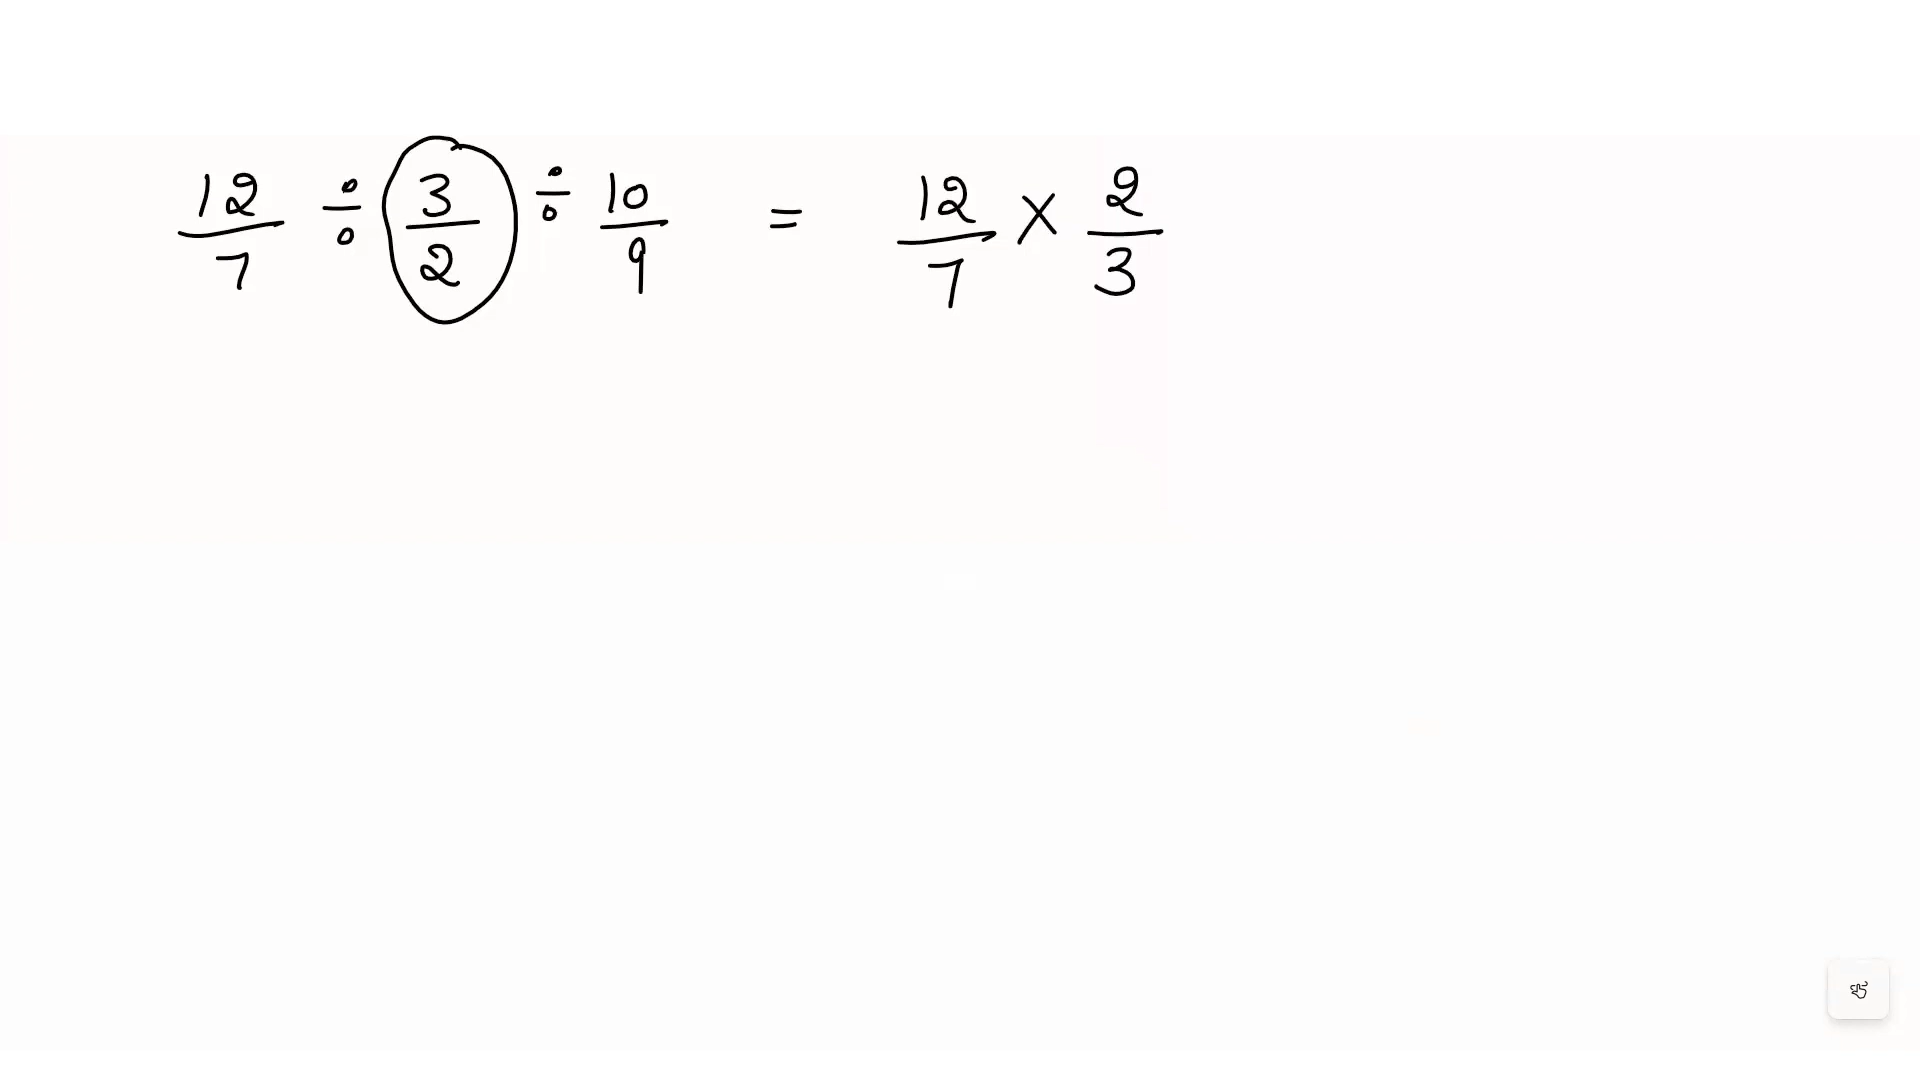 12/7 ÷ 3/2 ÷ 10/9 = 12/7 × 2/3